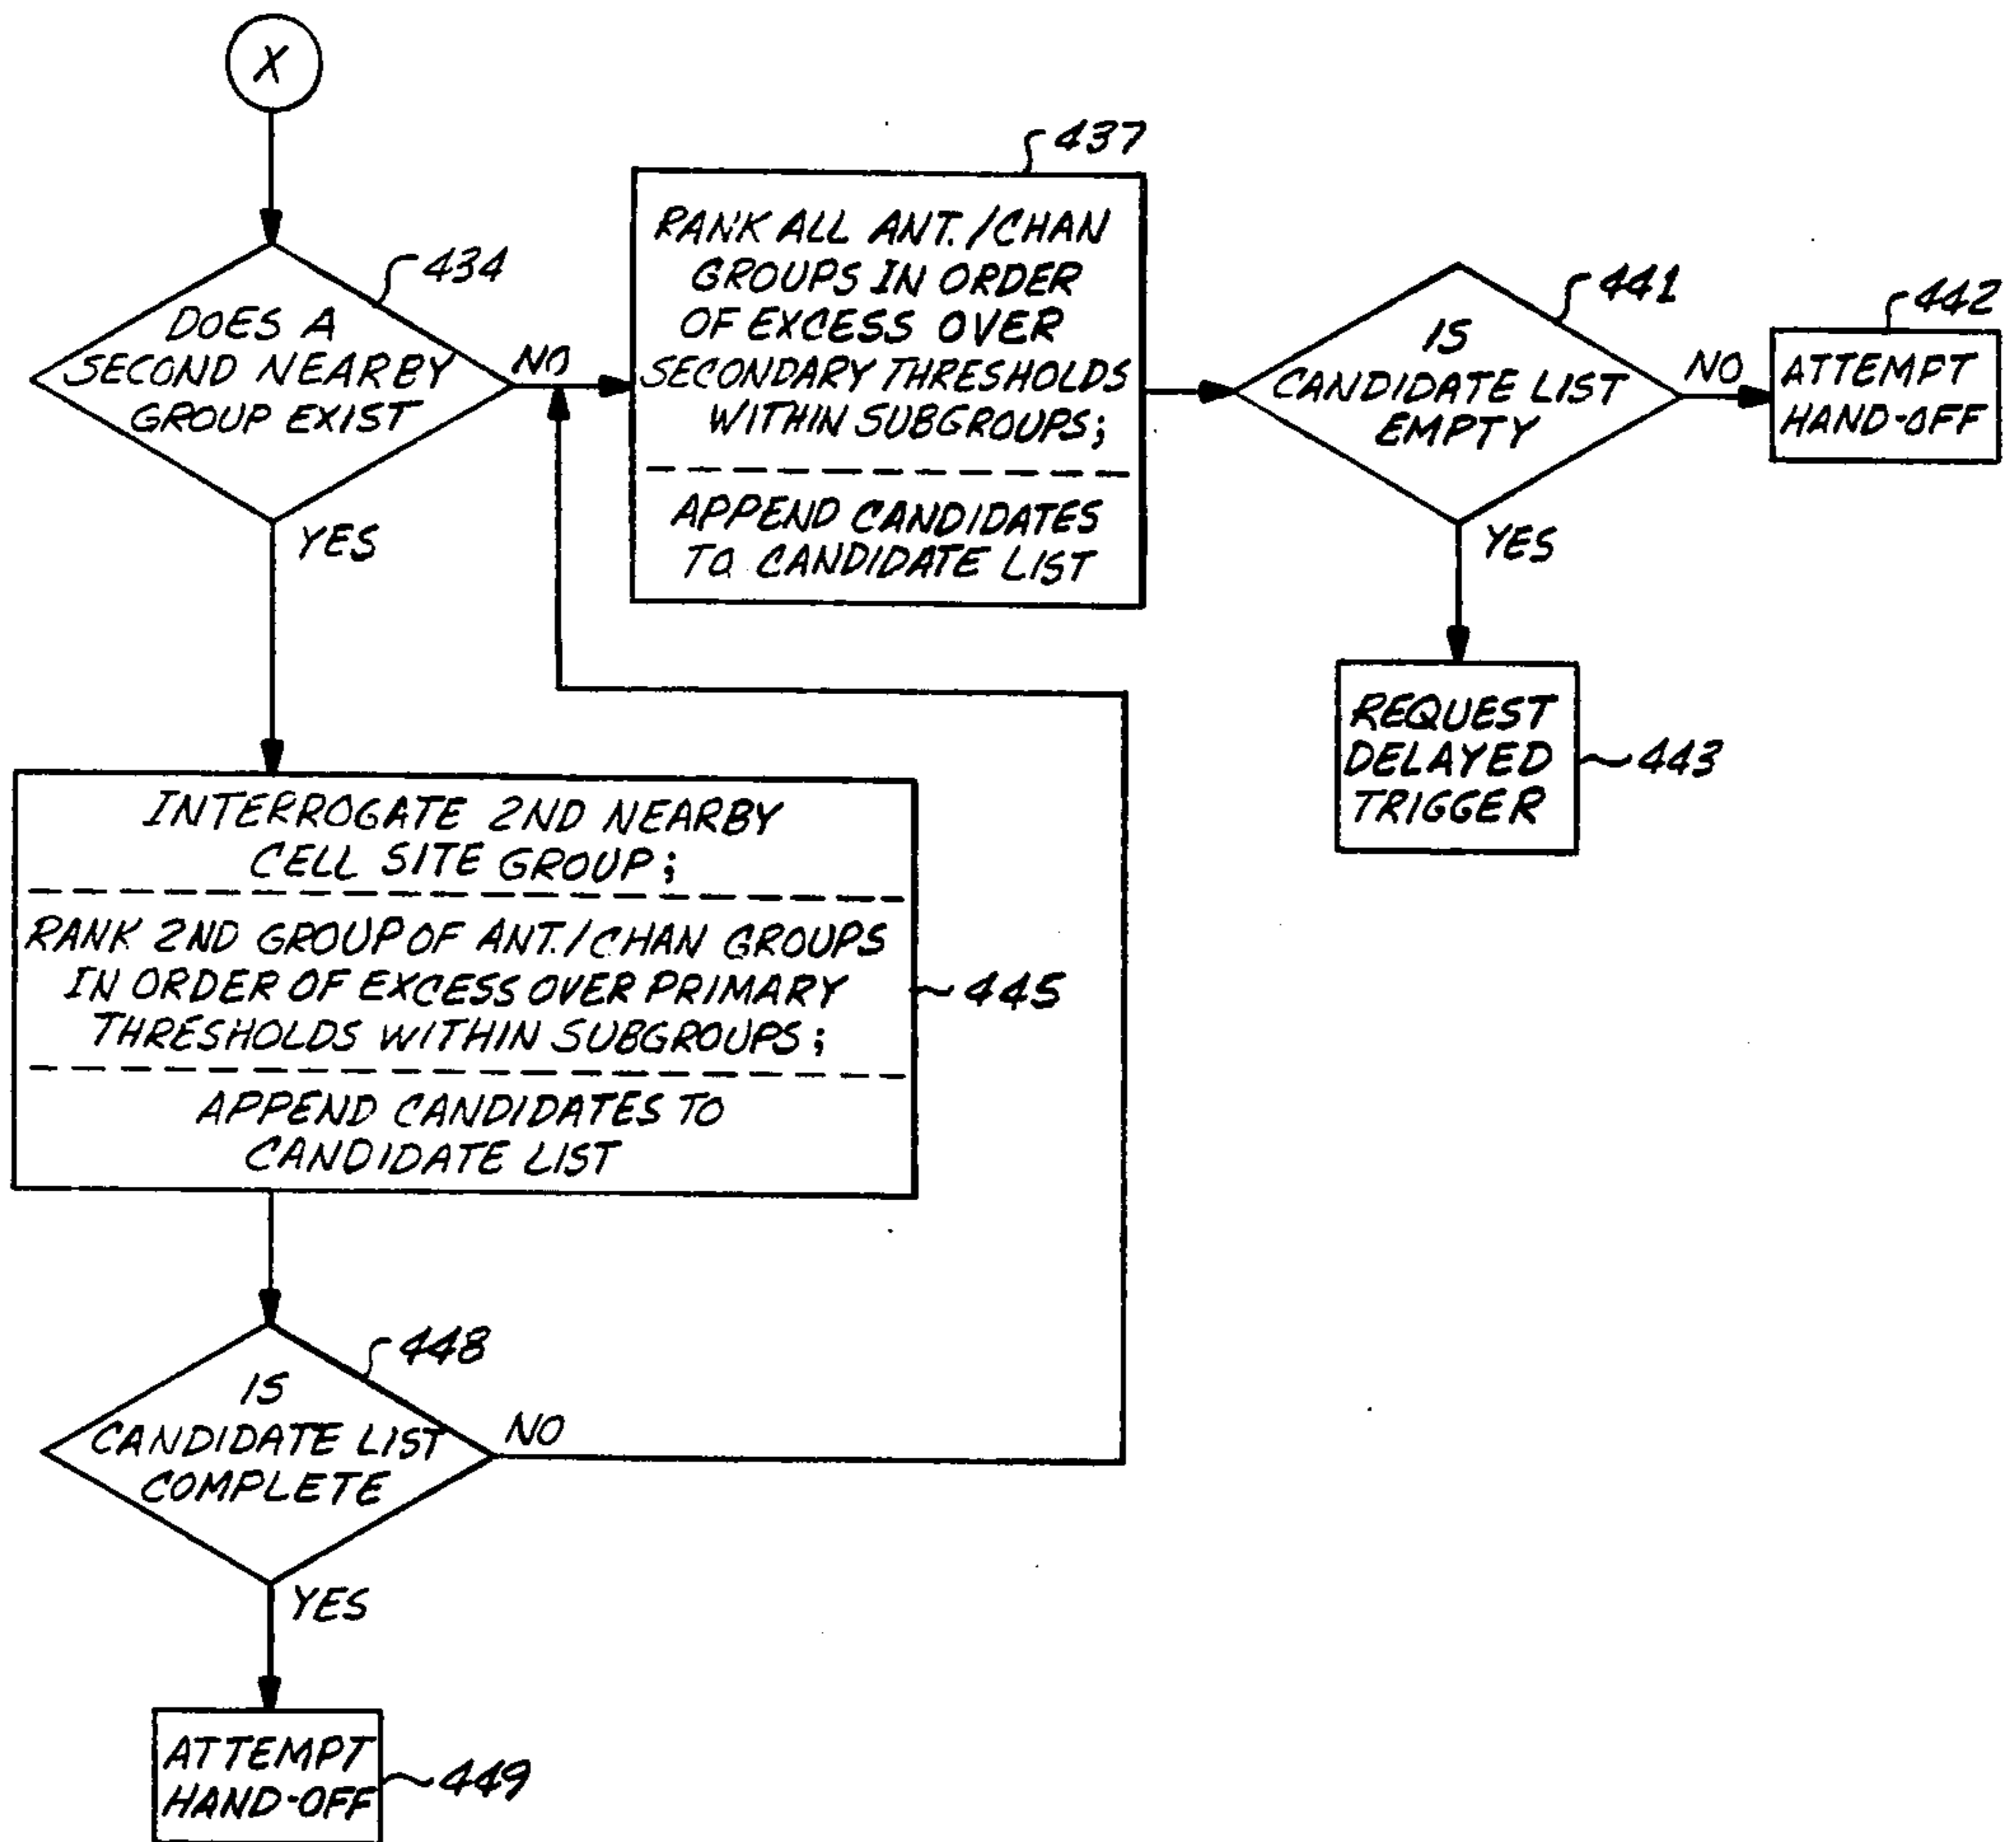 X
434
DOES A
SECOND NEARBY
GROUP EXIST
NO
YES
437
RANK ALL ANT./CHAN
GROUPS IN ORDER
OF EXCESS OVER
SECONDARY THRESHOLDS
WITHIN SUBGROUPS;
APPEND CANDIDATES
TO CANDIDATE LIST
441
IS
CANDIDATE LIST
EMPTY
NO
YES
442
ATTEMPT
HAND-OFF
REQUEST
DELAYED
TRIGGER
443
INTERROGATE 2ND NEARBY
CELL SITE GROUP;
RANK 2ND GROUP OF ANT./CHAN GROUPS
IN ORDER OF EXCESS OVER PRIMARY
THRESHOLDS WITHIN SUBGROUPS;
APPEND CANDIDATES TO
CANDIDATE LIST
445
448
IS
CANDIDATE LIST
COMPLETE
NO
YES
ATTEMPT
HAND-OFF
449